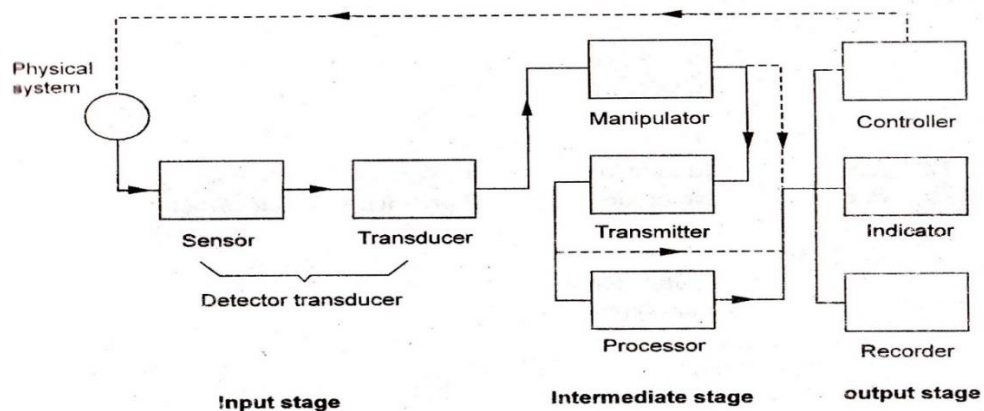 Physical
system
Manipulator
Controller
Sensor
Transducer
Transmitter
Indicator
Detector transducer
Processor
Recorder
Input stage
Intermediate stage
output stage